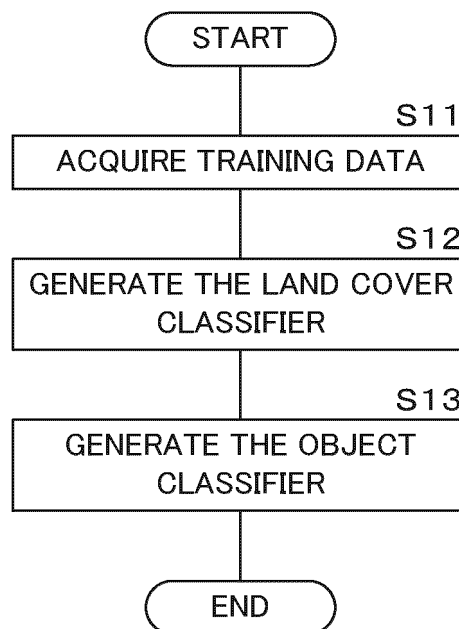 START
S11
ACQUIRE TRAINING DATA
S12
GENERATE THE LAND COVER
CLASSIFIER
S13
GENERATE THE OBJECT
CLASSIFIER
END